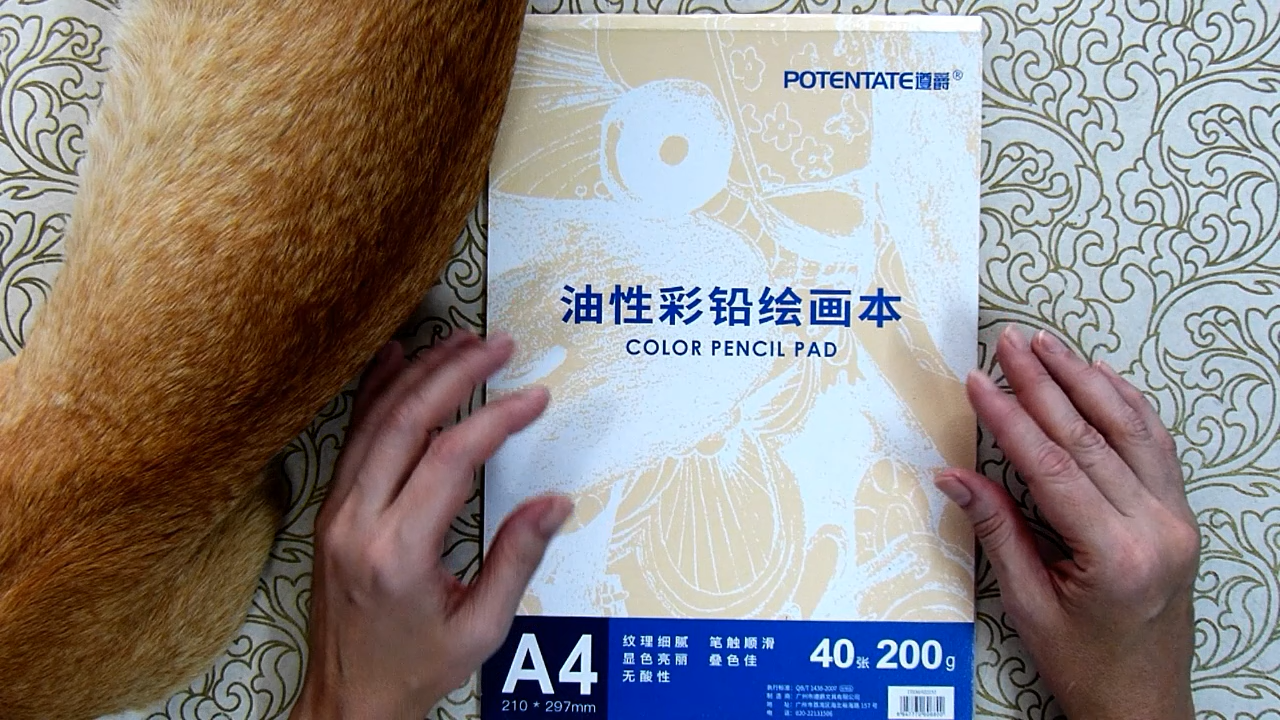 POTENTATE遵爵®
油性彩铅绘画本
COLOR PENCIL PAD
A4
210 * 297mm
纹理细腻 笔触顺滑
显色亮丽 叠色佳
无酸性
40张 200g